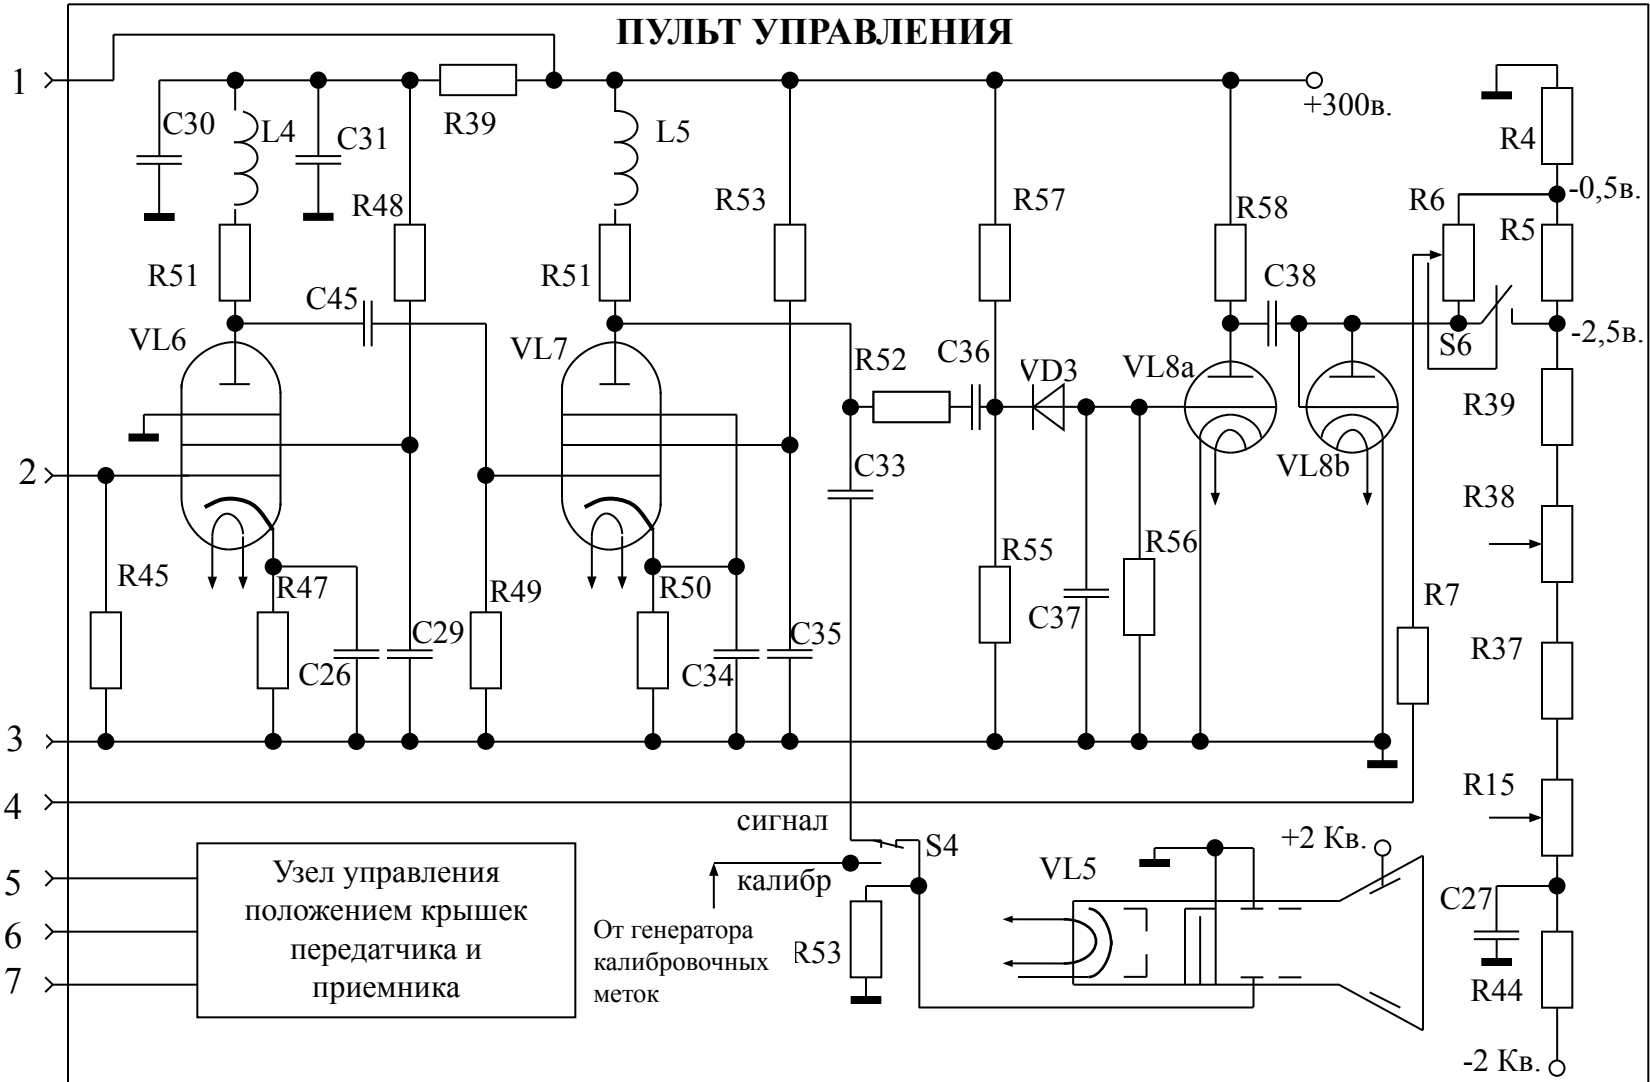 ПУЛЬТ УПРАВЛЕНИЯ
1
+300в.
C30
L4
C31
R39
L5
R4
R48
R53
R57
R58
R6
-0,5в.
R5
R51
C45
R51
C38
VL6
VL7
R52
C36
VD3
VL8a
S6
-2,5в.
R39
2
C33
VL8b
R38
R45
R47
R49
R50
R55
R56
R7
C26
C29
C34
C35
C37
R37
3
4
R15
сигнал
S4
+2 Кв.
калибр
VL5
C27
5
6
7
Узел управления
положением крышек
передатчика и
приемника
От генератора
калибровочных
меток
R53
R44
-2 Кв.